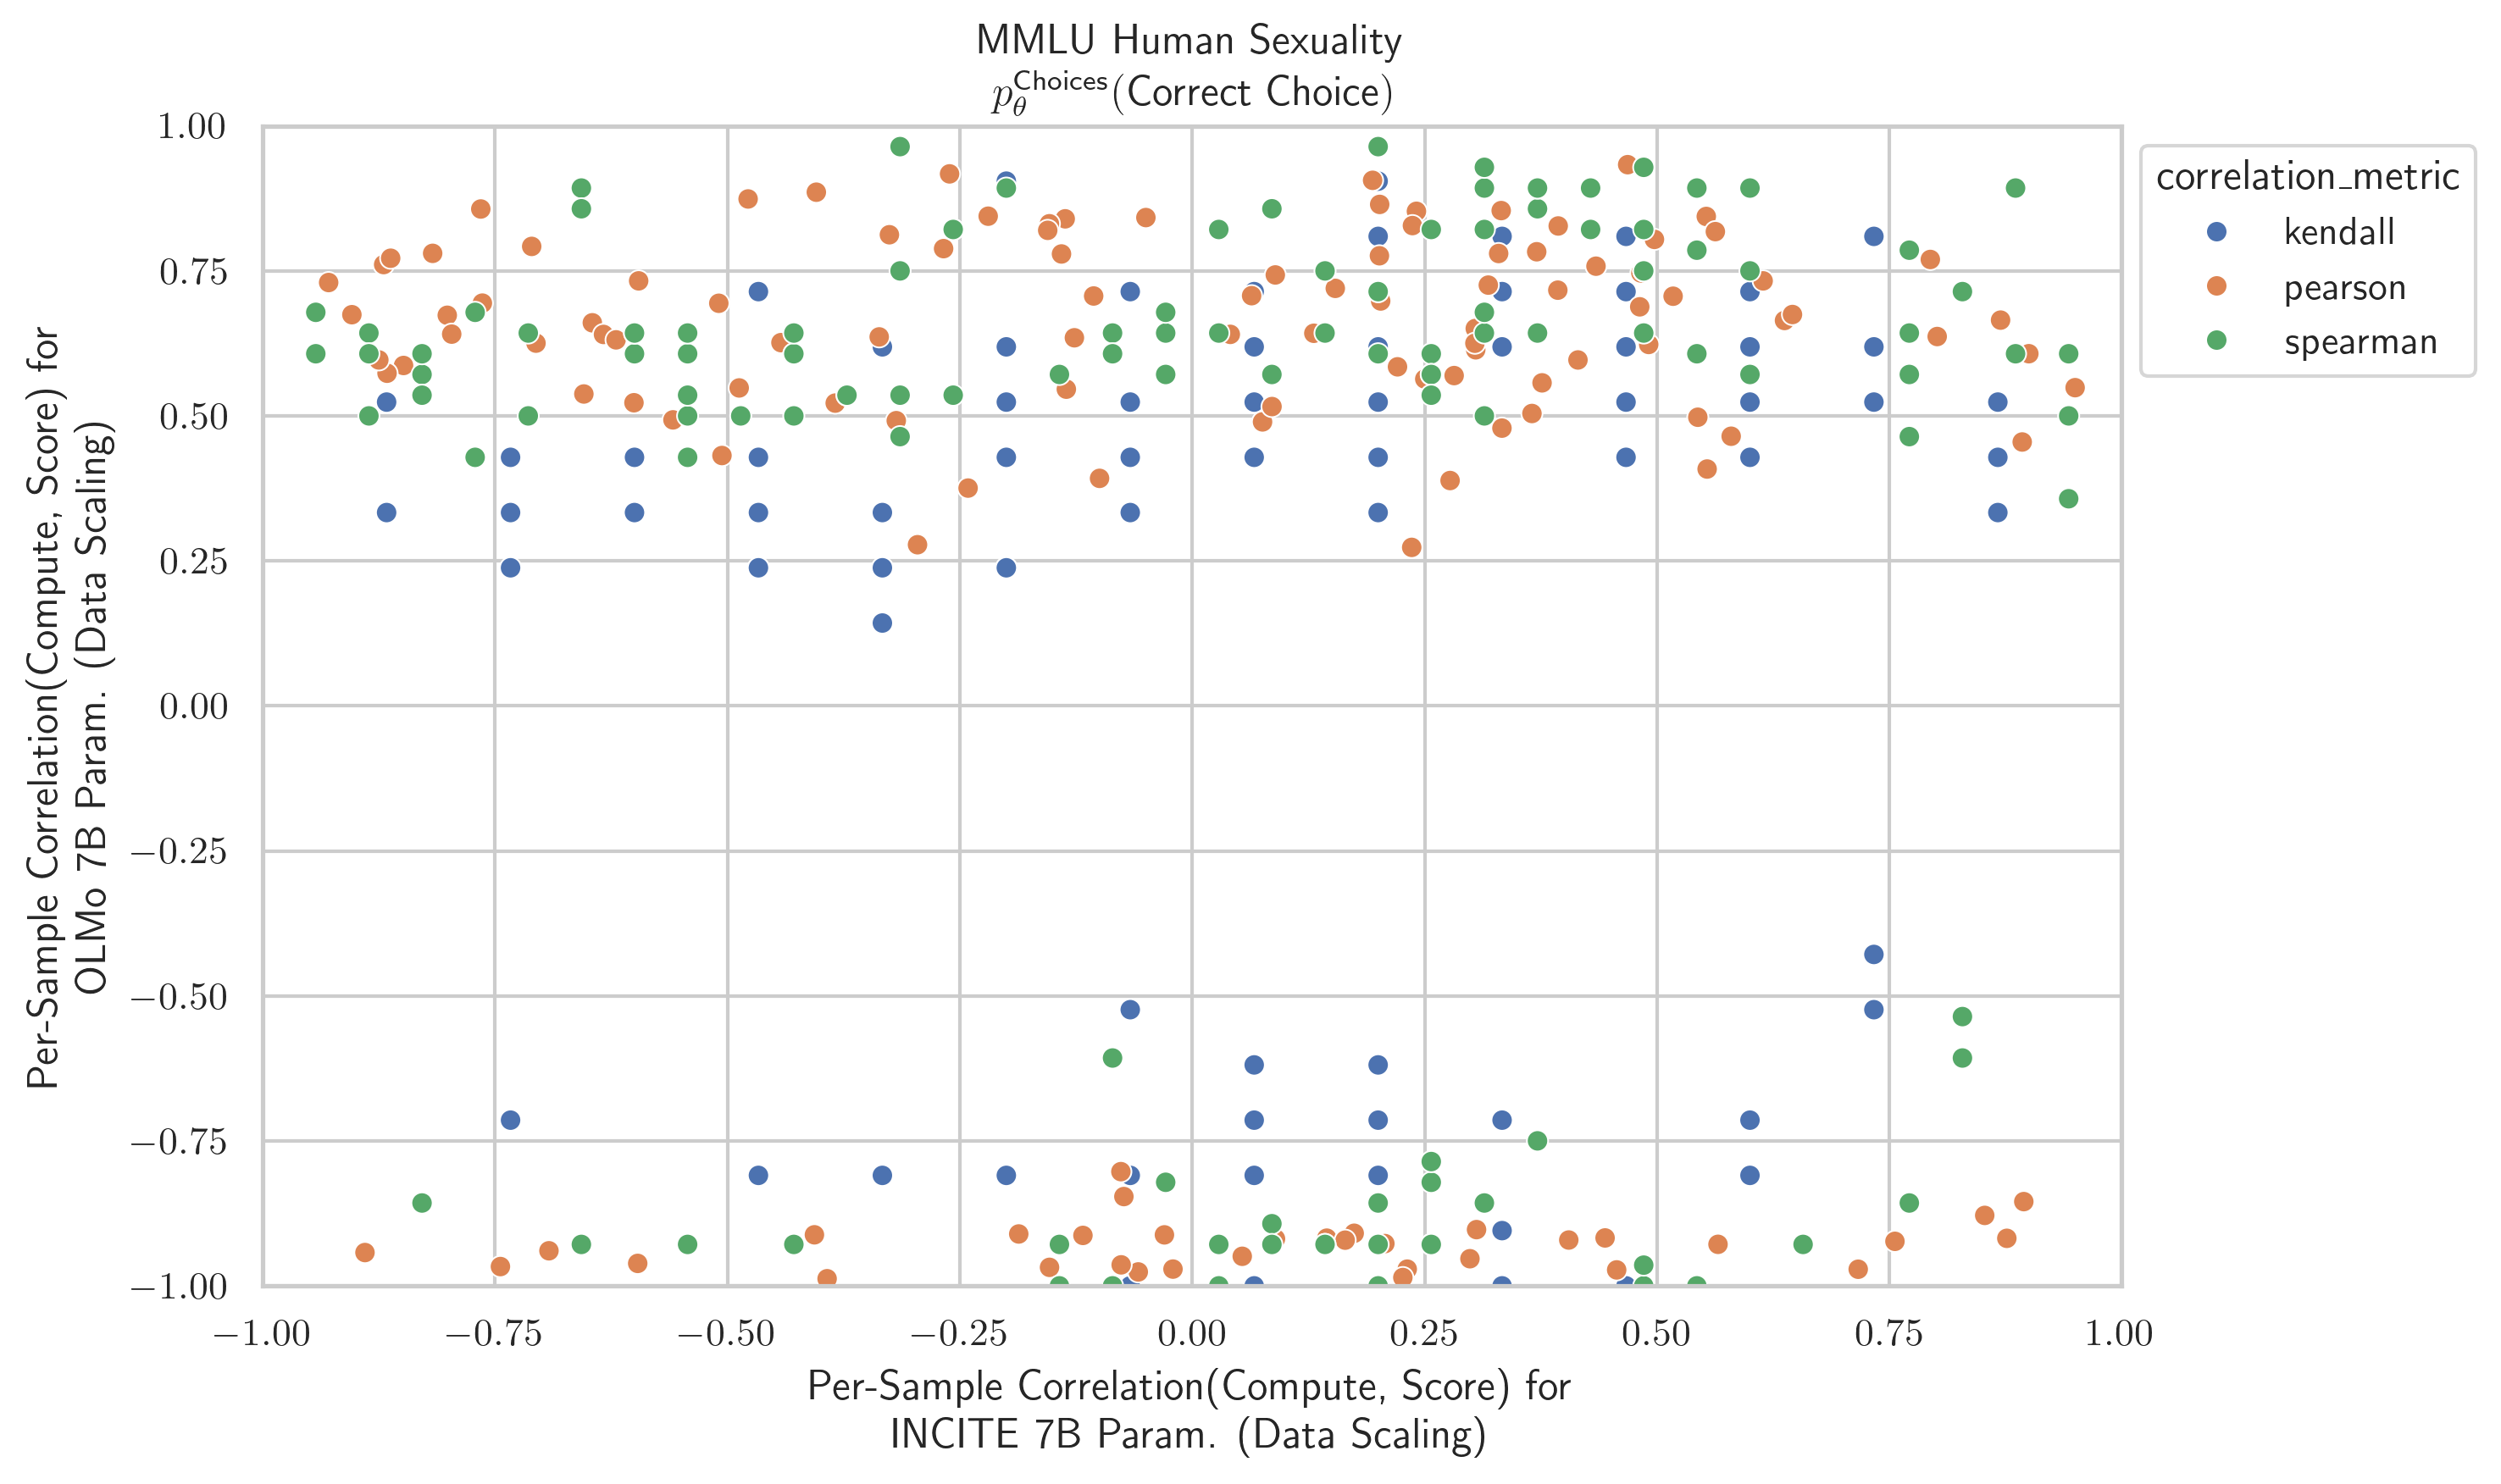 MMLU Human Sexuality
p_θ^Choices(Correct Choice)
1.00
0.75
0.50
0.25
0.00
−0.25
−0.50
−0.75
−1.00
Per-Sample Correlation(Compute, Score) for
OLMo 7B Param. (Data Scaling)
correlation_metric
kendall
pearson
spearman
−1.00 −0.75 −0.50 −0.25 0.00 0.25 0.50 0.75 1.00
Per-Sample Correlation(Compute, Score) for
INCITE 7B Param. (Data Scaling)